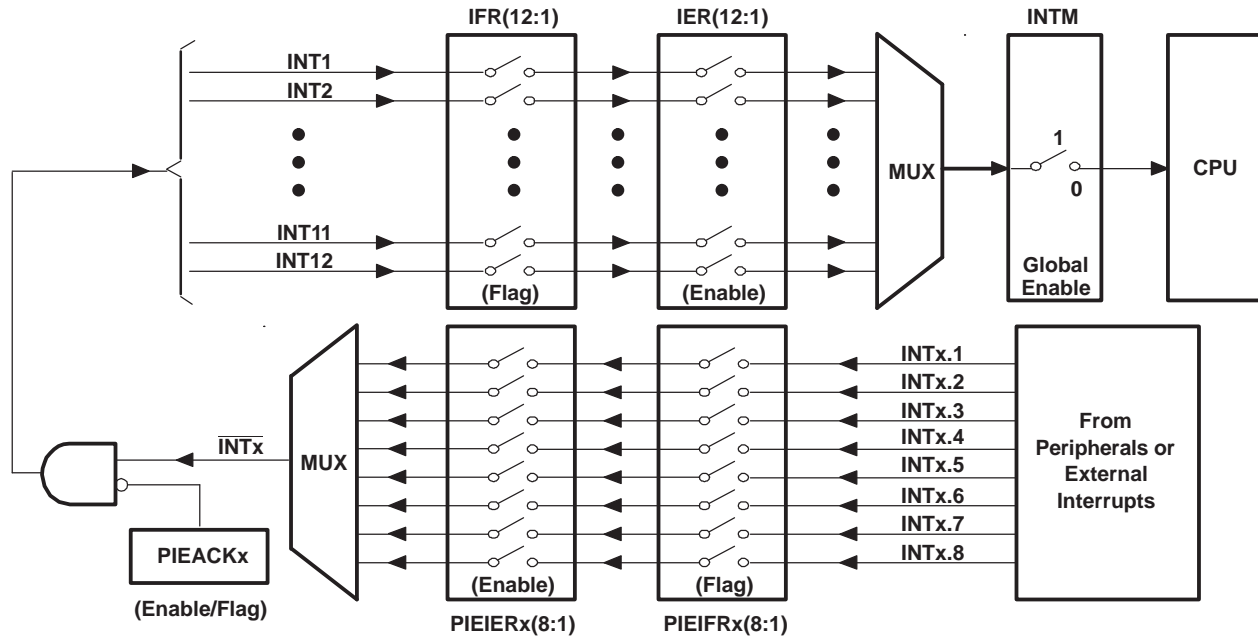 IFR(12:1)
IER(12:1)
INTM
INT1
INT2
1
MUX
CPU
0
INT11
INT12
(Flag)
(Enable)
Global
Enable
INTx.1
INTx.2
INTx.3
INTx.4
INTx.5
INTx.6
INTx.7
INTx.8
From
Peripherals or
External
Interrupts
INTx
MUX
PIEACKx
(Enable/Flag)
(Enable)
(Flag)
PIEIERx(8:1)
PIEIFRx(8:1)